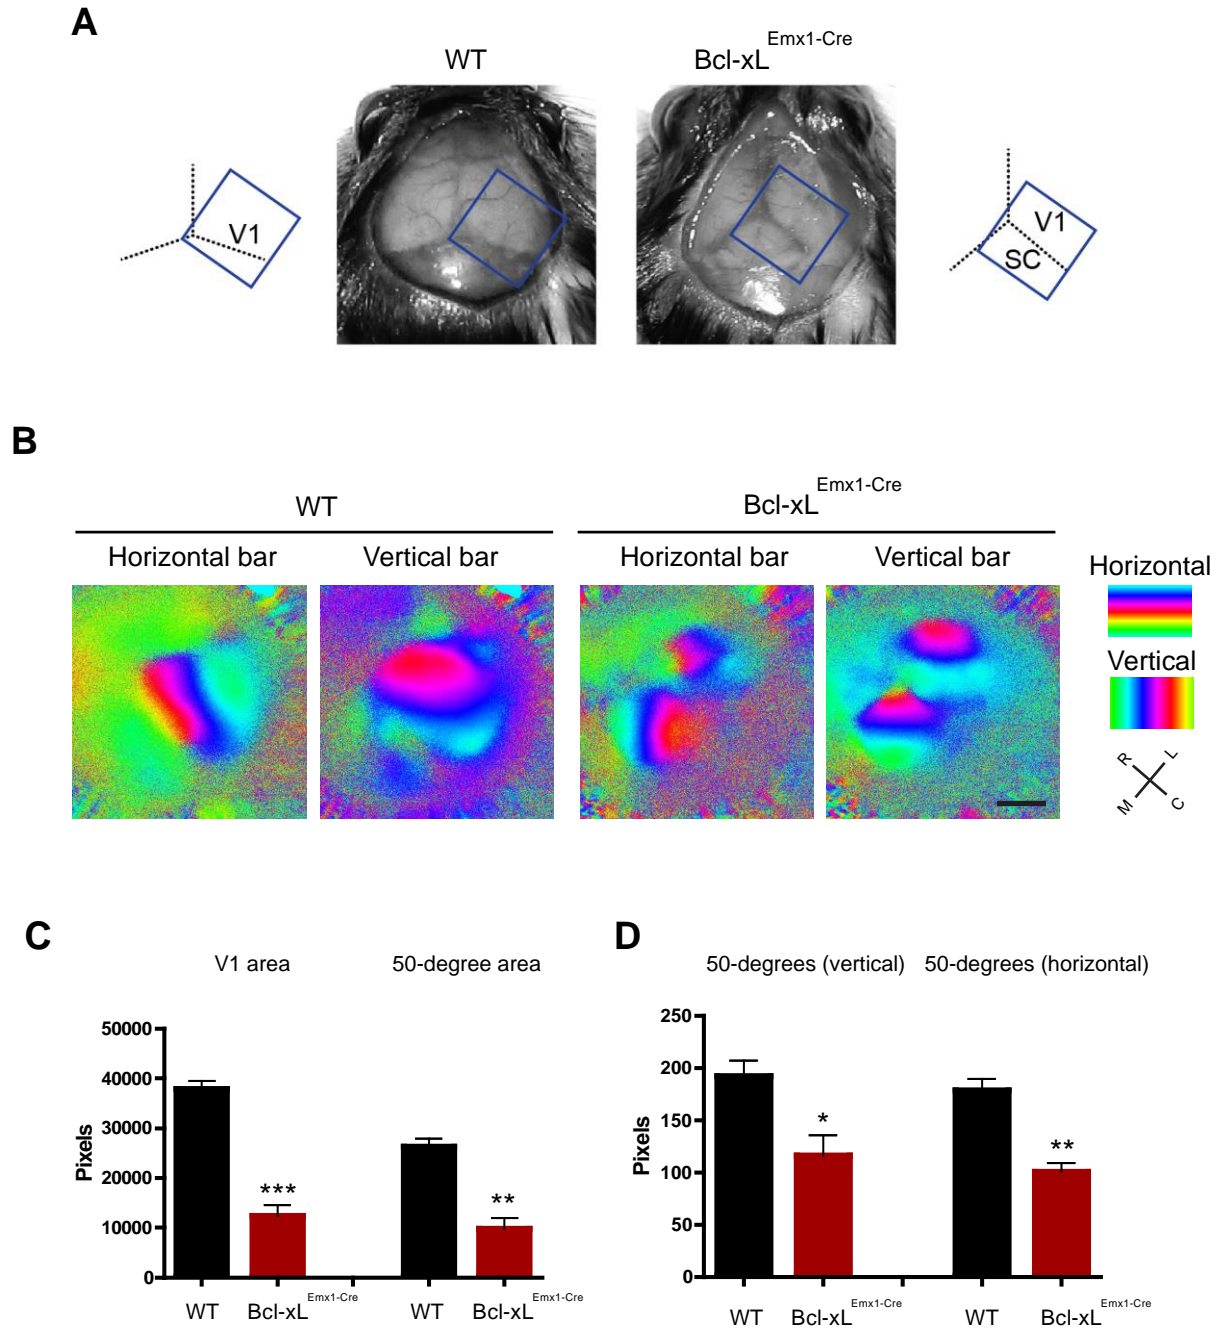 A
WT
Bcl-xL Emx1-Cre
V1
V1
SC
B
WT
Bcl-xL Emx1-Cre
Horizontal bar
Vertical bar
Horizontal bar
Vertical bar
Horizontal
Vertical
R
L
M
C
C
V1 area
50-degree area
Pixels
50000
40000
30000
20000
10000
0
***
**
WT
Bcl-xL Emx1-Cre
WT
Bcl-xL Emx1-Cre
D
50-degrees (vertical)
50-degrees (horizontal)
Pixels
250
200
150
100
50
0
*
**
WT
Bcl-xL Emx1-Cre
WT
Bcl-xL Emx1-Cre